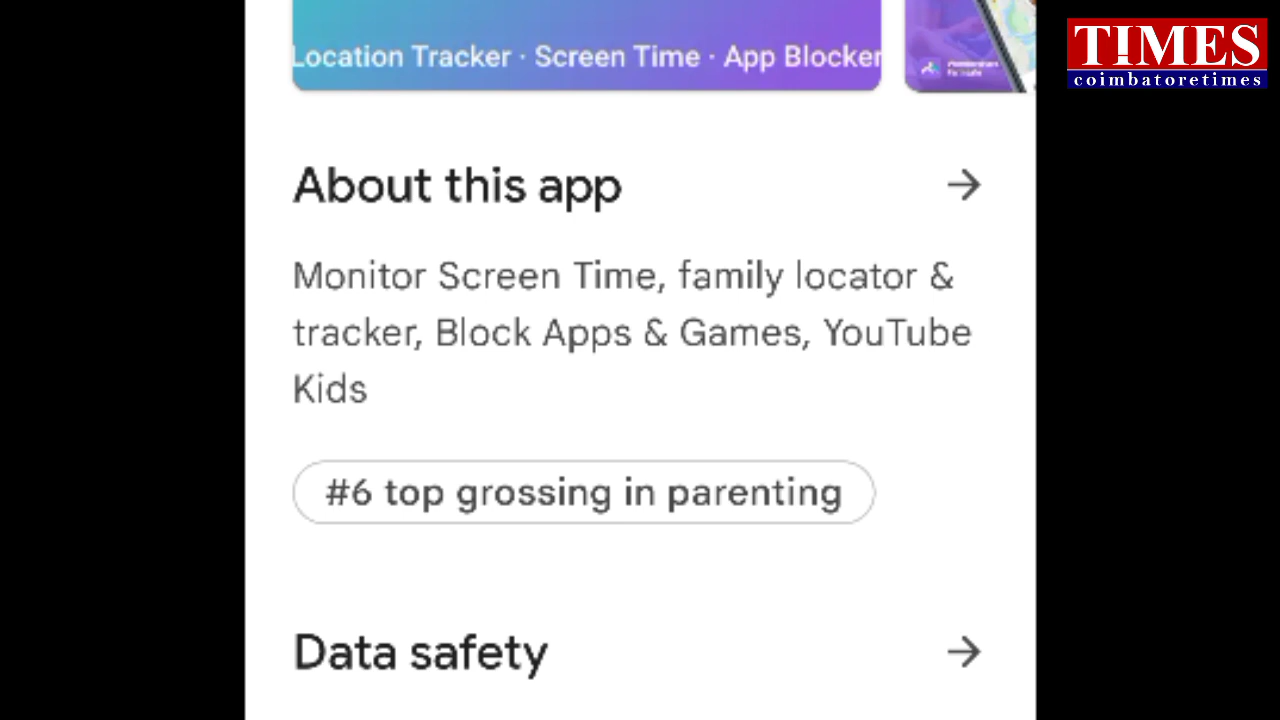 Location Tracker · Screen Time · App Blocker
TIMES
coimbatoretimes
About this app
Monitor Screen Time, family locator &
tracker, Block Apps & Games, YouTube
Kids
#6 top grossing in parenting
Data safety